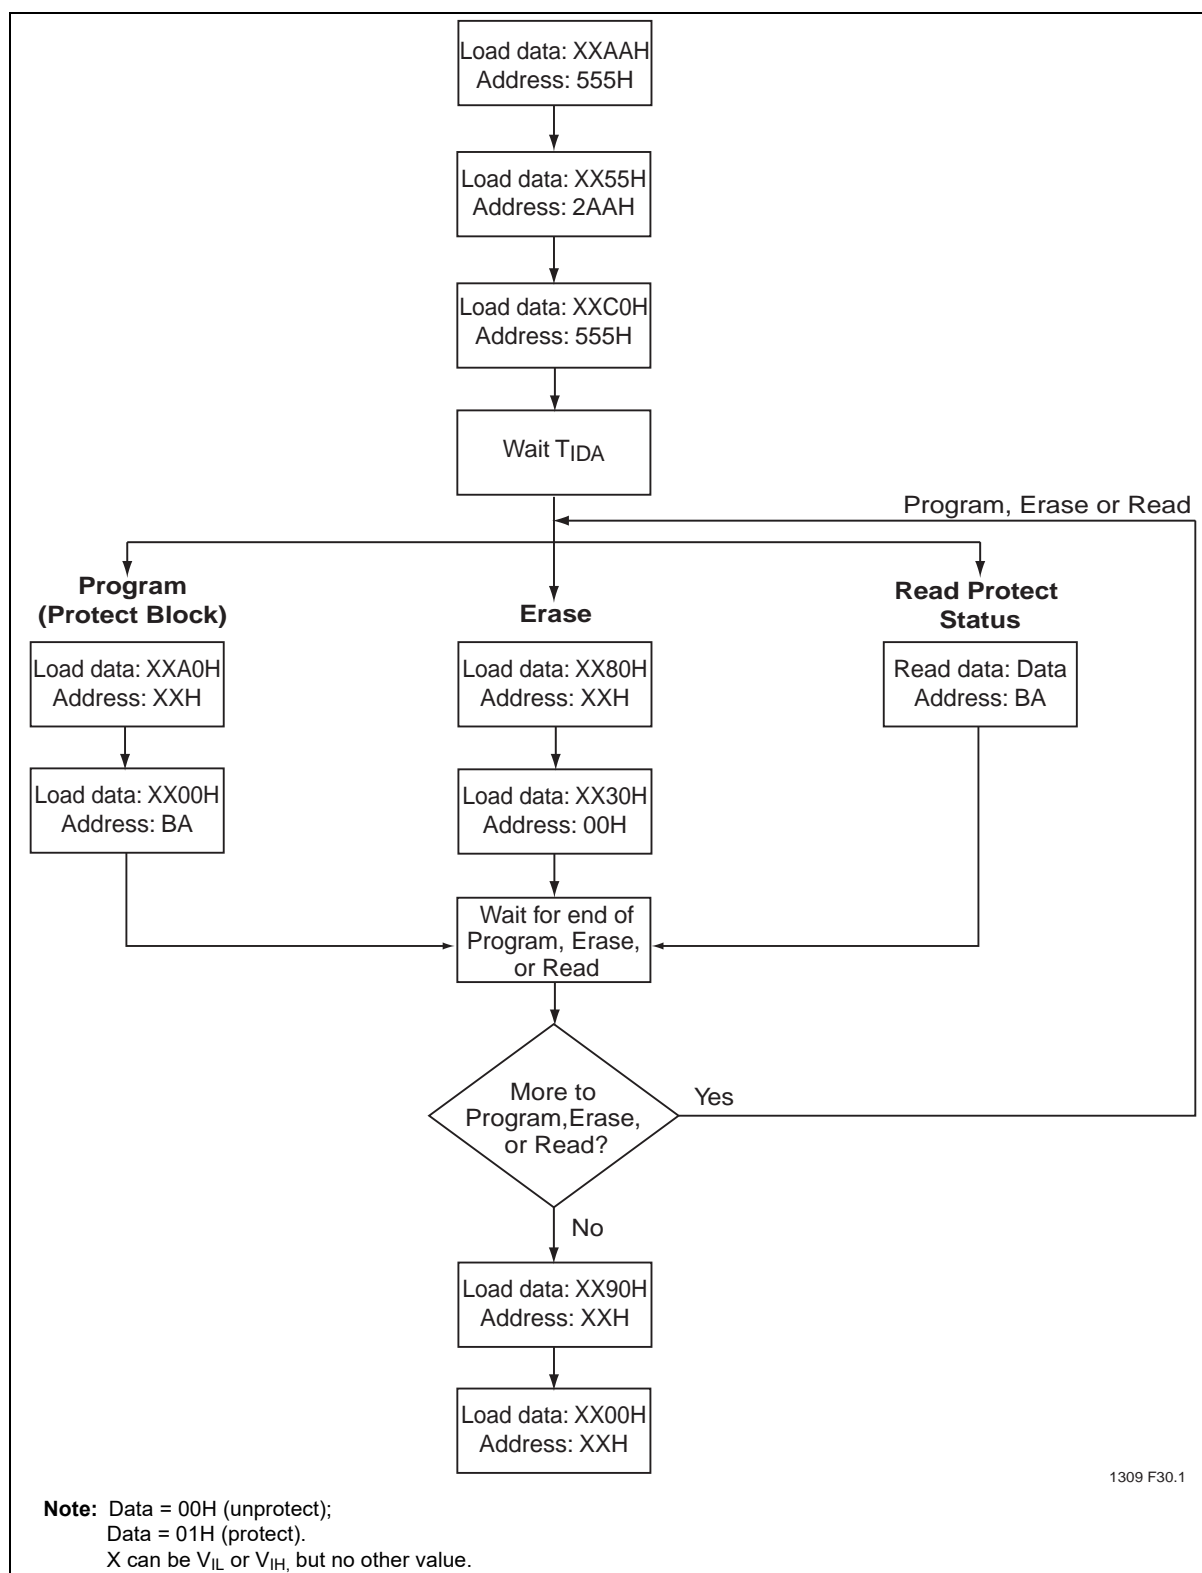 Load data: XXAAH
Address: 555H
Load data: XX55H
Address: 2AAH
Load data: XXC0H
Address: 555H
Wait TIDA
Program, Erase or Read
Program
(Protect Block)
Load data: XXA0H
Address: XXH
Load data: XX00H
Address: BA
Erase
Load data: XX80H
Address: XXH
Load data: XX30H
Address: 00H
Read Protect
Status
Read data: Data
Address: BA
Wait for end of
Program, Erase,
or Read
More to
Program,Erase,
or Read?
Yes
No
Load data: XX90H
Address: XXH
Load data: XX00H
Address: XXH
1309 F30.1
Note: Data = 00H (unprotect);
Data = 01H (protect).
X can be VIL or VIH, but no other value.